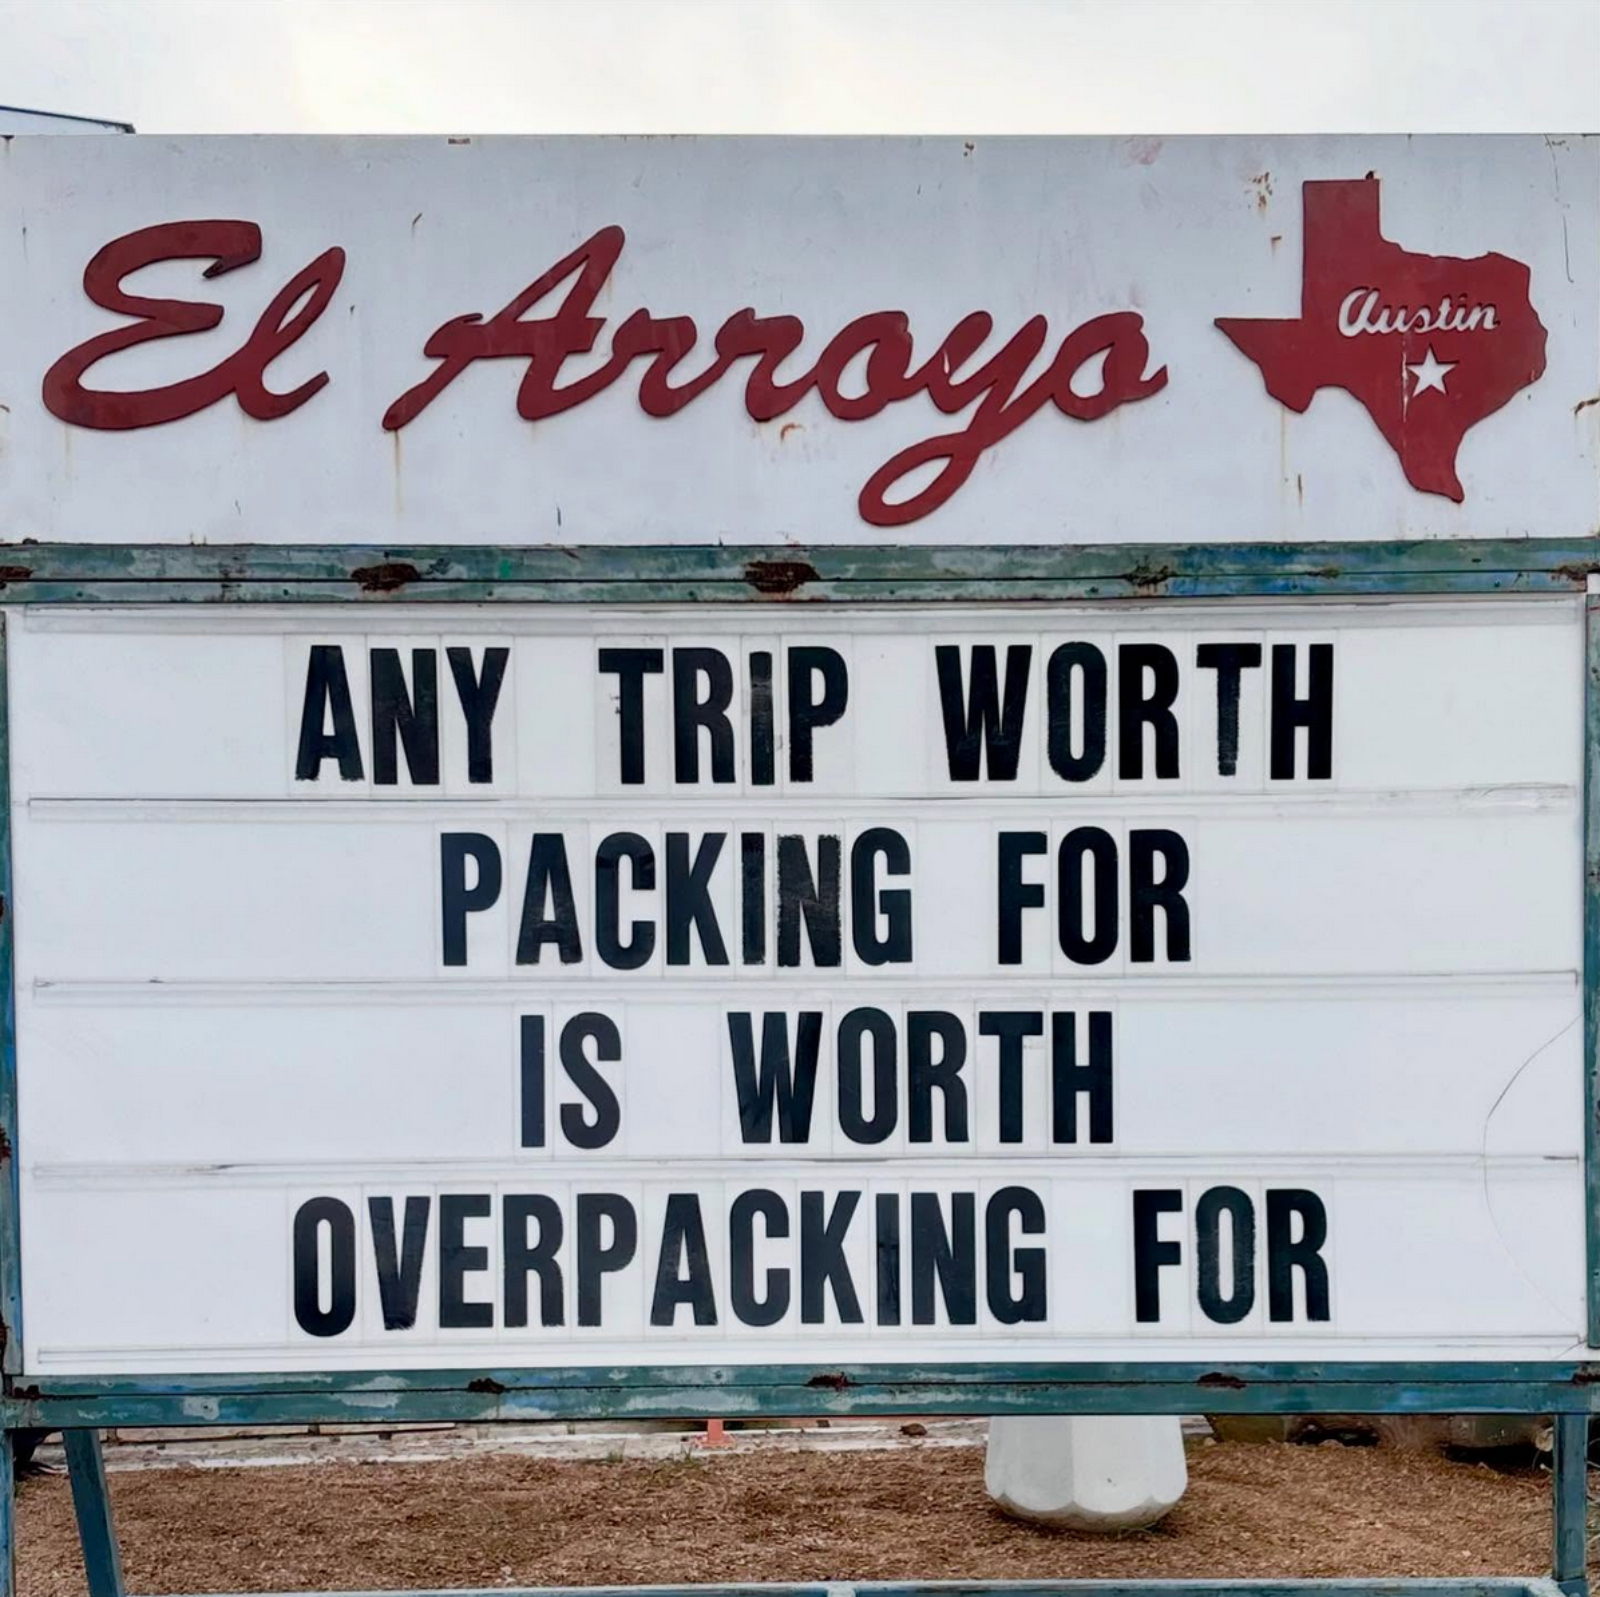 El Arroyo
Austin
ANY TRIP WORTH
PACKING FOR
IS WORTH
OVERPACKING FOR